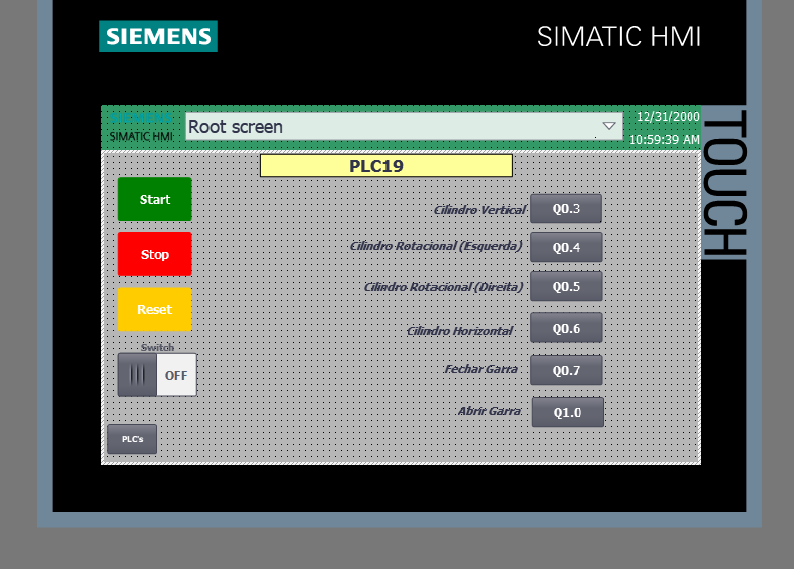 SIEMENS
SIMATIC HMI
SIEMENS
SIMATIC HMI
Root screen
12/31/2000
10:59:39 AM
TOUCH
PLC19
Start
Stop
Reset
Switch
OFF
PLC's
Cilindro Vertical
Q0.3
Cilindro Rotacional (Esquerda)
Q0.4
Cilindro Rotacional (Direita)
Q0.5
Cilindro Horizontal
Q0.6
Fechar Garra
Q0.7
Abrir Garra
Q1.0